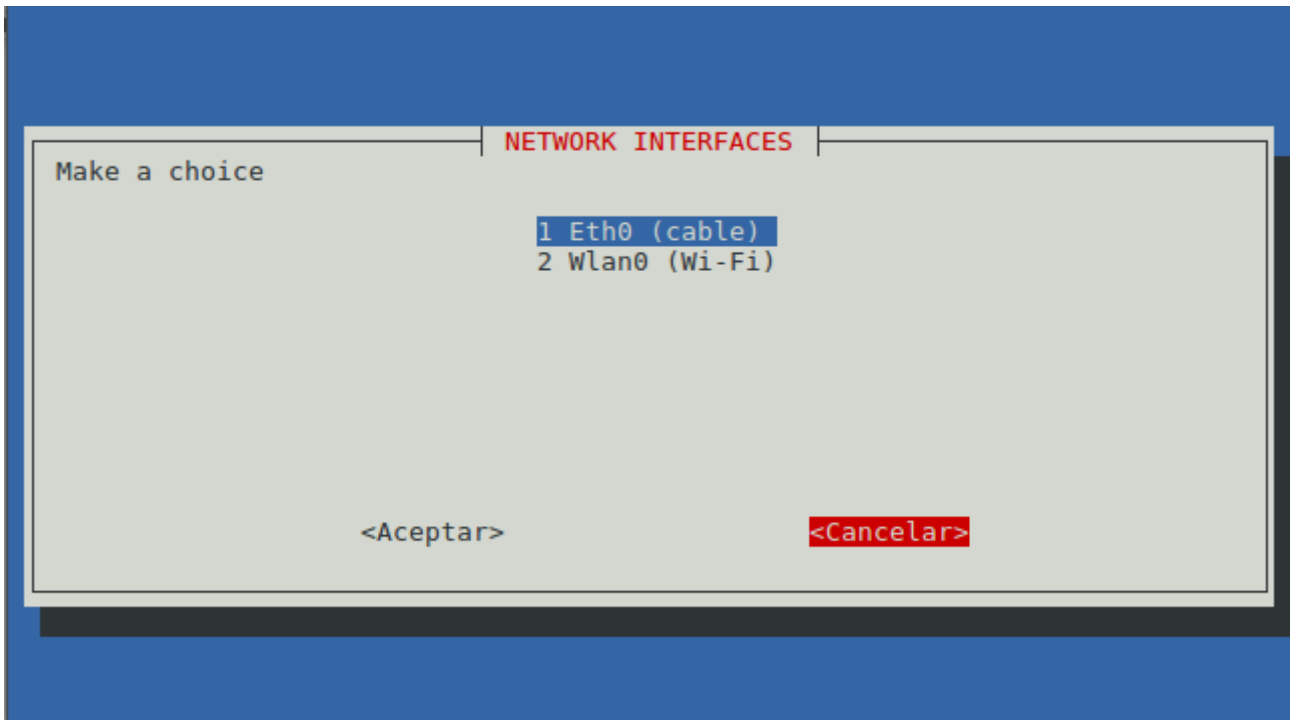 NETWORK INTERFACES
Make a choice
1 Eth0 (cable)
2 Wlan0 (Wi-Fi)
<Aceptar> <Cancelar>